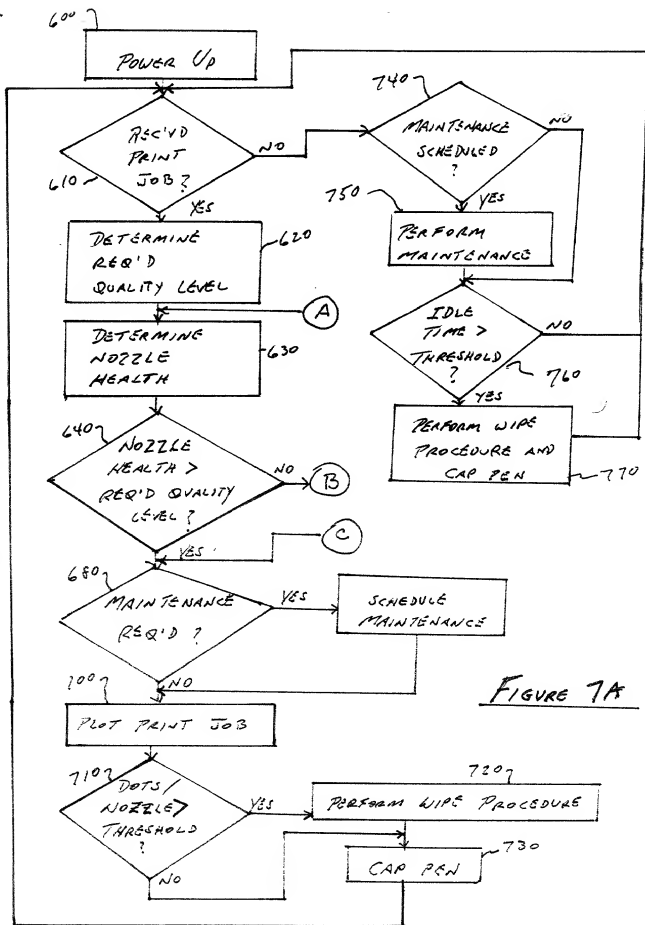 600
POWER UP
REC'VD
PRINT
JOB?
610
NO
YES
DETERMINE
REQ'D
QUALITY LEVEL
620
A
DETERMINE
NOZZLE
HEALTH
630
640
NOZZLE
HEALTH >
REQ'D QUALITY
LEVEL?
NO
B
YES
C
680
MAINTENANCE
REQ'D?
YES
SCHEDULE
MAINTENANCE
NO
700
PLOT PRINT JOB
710
DOTS/
NOZZLE>
THRESHOLD
?
YES
NO
720
PERFORM WIPE PROCEDURE
730
CAP PEN
740
MAINTENANCE
SCHEDULED
?
NO
YES
750
PERFORM
MAINTENANCE
IDLE
TIME >
THRESHOLD
?
NO
760
YES
PERFORM WIPE
PROCEDURE AND
CAP PEN
770
FIGURE 7A